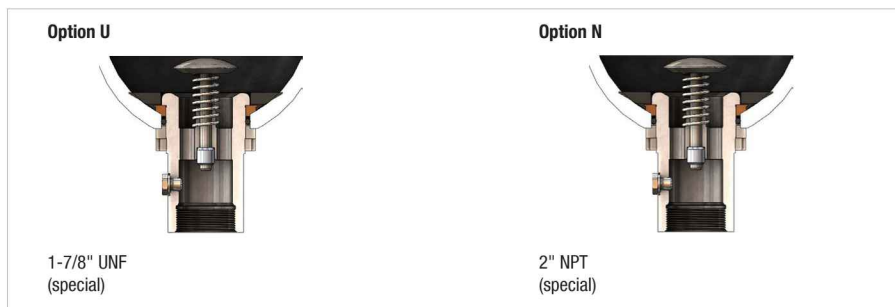 Option U
Option N
1-7/8" UNF
(special)
2" NPT
(special)